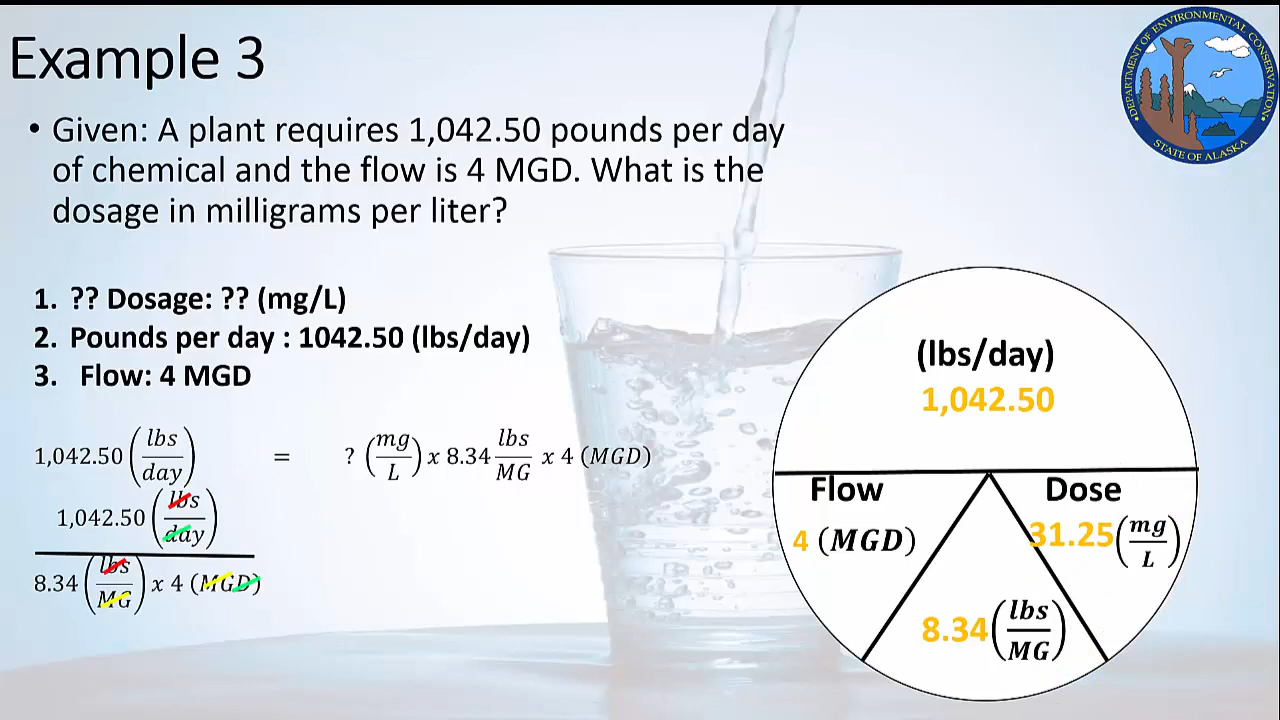 Example 3
• Given: A plant requires 1,042.50 pounds per day
of chemical and the flow is 4 MGD. What is the
dosage in milligrams per liter?
1. ?? Dosage: ?? (mg/L)
2. Pounds per day : 1042.50 (lbs/day)
3. Flow: 4 MGD
1,042.50 (lbs/day) = ? (mg/L) x 8.34 lbs/MG x 4 (MGD)
1,042.50 (lbs/day)
8.34 (lbs/MG) x 4 (MGD)
DEPARTMENT OF ENVIRONMENTAL CONSERVATION
STATE OF ALASKA
(lbs/day)
1,042.50
Flow
4 (MGD)
Dose
31.25 (mg/L)
8.34 (lbs/MG)